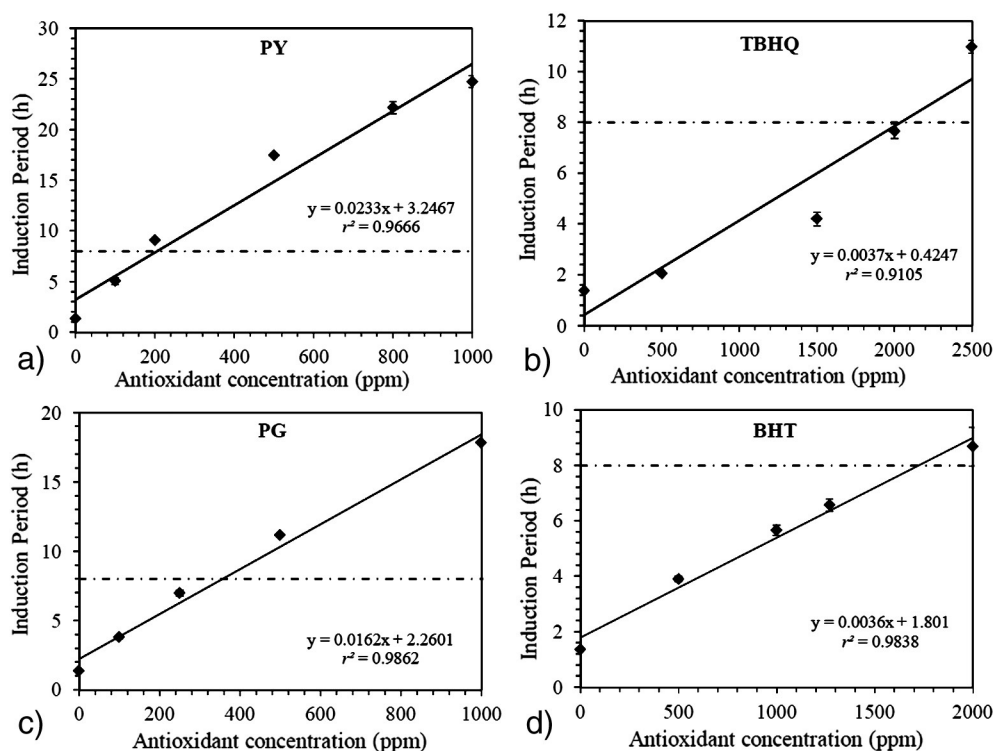 PY
Induction Period (h)
30
25
20
15
10
5
0
y = 0.0233x + 3.2467
r² = 0.9666
0 200 400 600 800 1000
a) Antioxidant concentration (ppm)
TBHQ
Induction Period (h)
12
10
8
6
4
2
0
y = 0.0037x + 0.4247
r² = 0.9105
0 500 1000 1500 2000 2500
b) Antioxidant concentration (ppm)
PG
Induction Period (h)
20
15
10
5
0
y = 0.0162x + 2.2601
r² = 0.9862
0 200 400 600 800 1000
c) Antioxidant concentration (ppm)
BHT
Induction Period (h)
10
8
6
4
2
0
y = 0.0036x + 1.801
r² = 0.9838
0 500 1000 1500 2000
d) Antioxidant concentration (ppm)